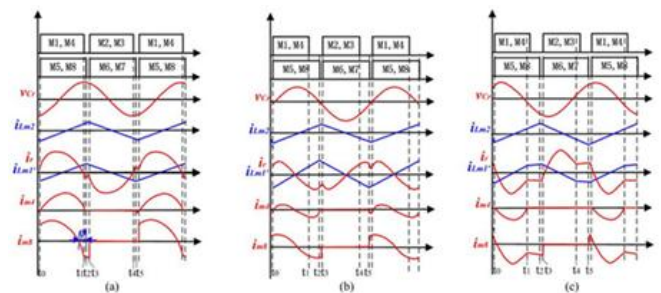 M1, M4 M2, M3 M1, M4
M5, M8 M6, M7 M5, M8
vCr
iLm2
ir
iLm1'
im4
im8
t0 t1 t2 t3 t4 t5
(a)
M1, M4 M2, M3 M1, M4
M5, M8 M6, M7 M5, M8
vCr
iLm2
ir
iLm1'
im4
im8
t0 t1 t2 t3 t4 t5
(b)
M1, M4 M2, M3 M1, M4
M5, M8 M6, M7 M5, M8
vCr
iLm2
ir
iLm1'
im4
im8
t0 t1 t2 t3 t4 t5
(c)